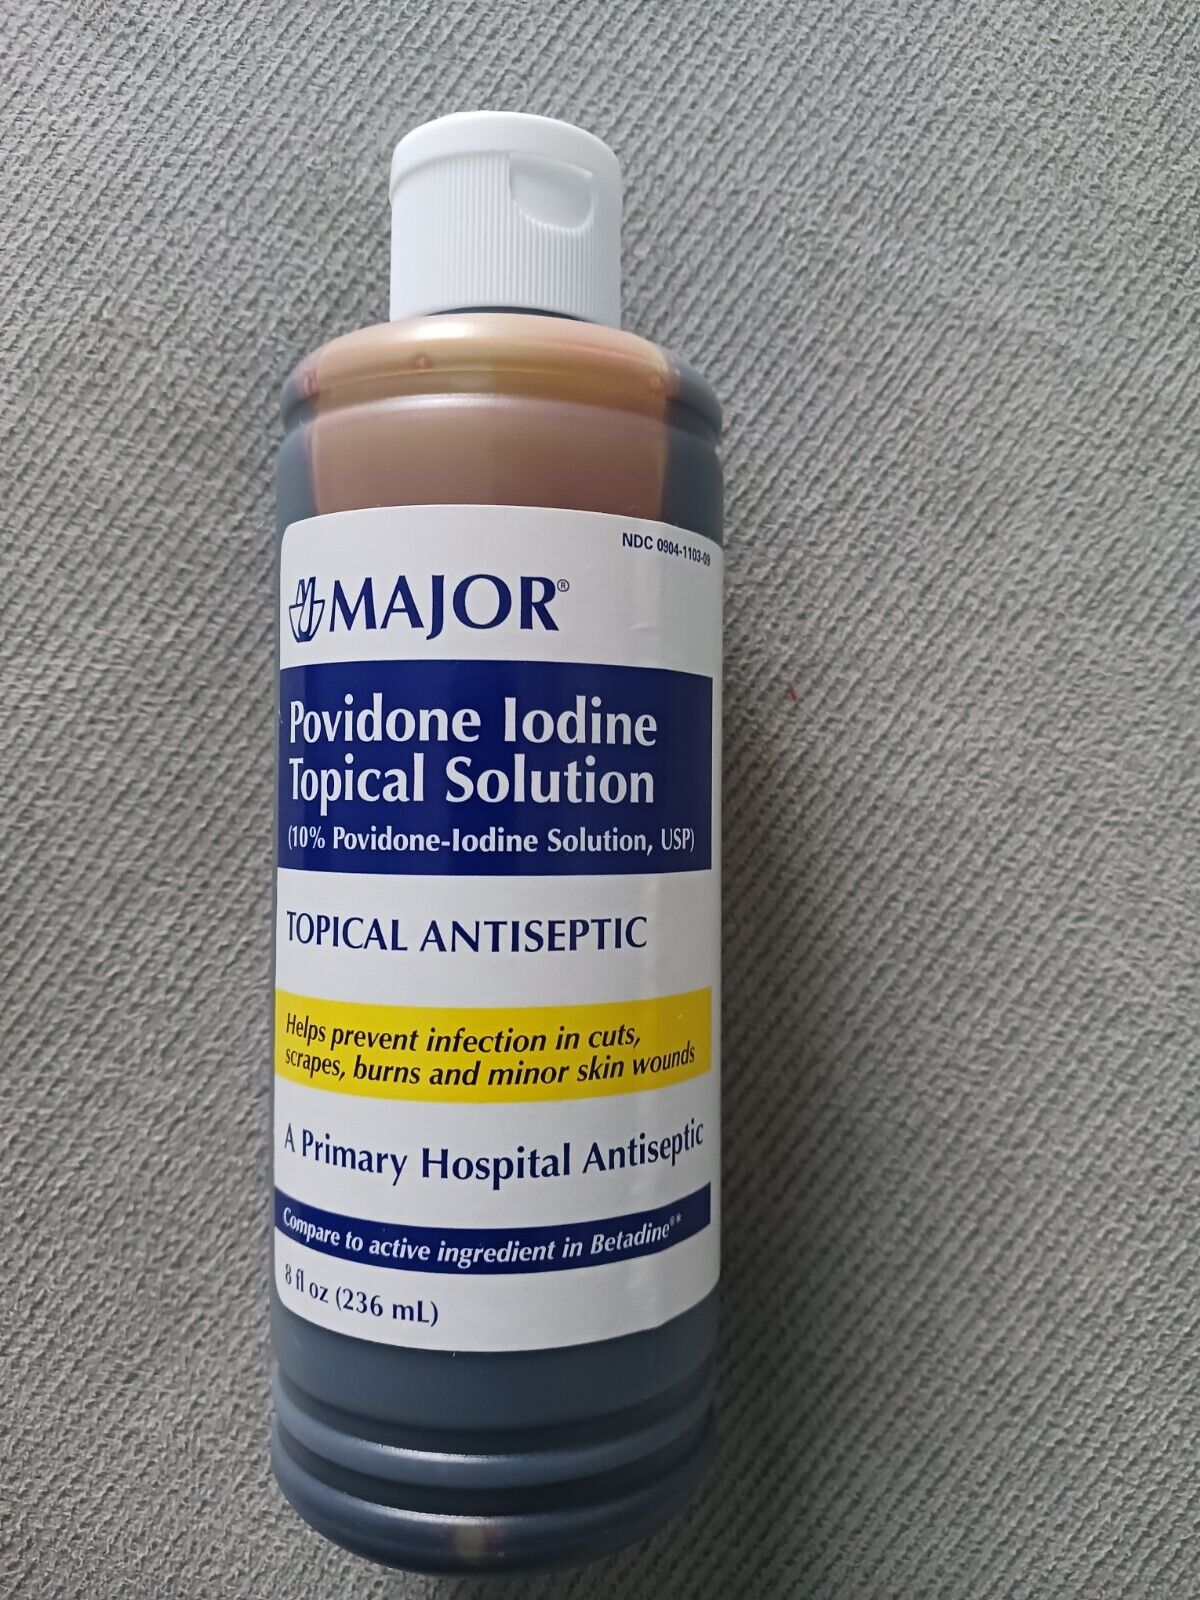 NDC 0904-1103-09
MAJOR®
Povidone Iodine
Topical Solution
(10% Povidone-Iodine Solution, USP)
TOPICAL ANTISEPTIC
Helps prevent infection in cuts,
scrapes, burns and minor skin wounds
A Primary Hospital Antiseptic
Compare to active ingredient in Betadine®*
8 fl oz (236 mL)